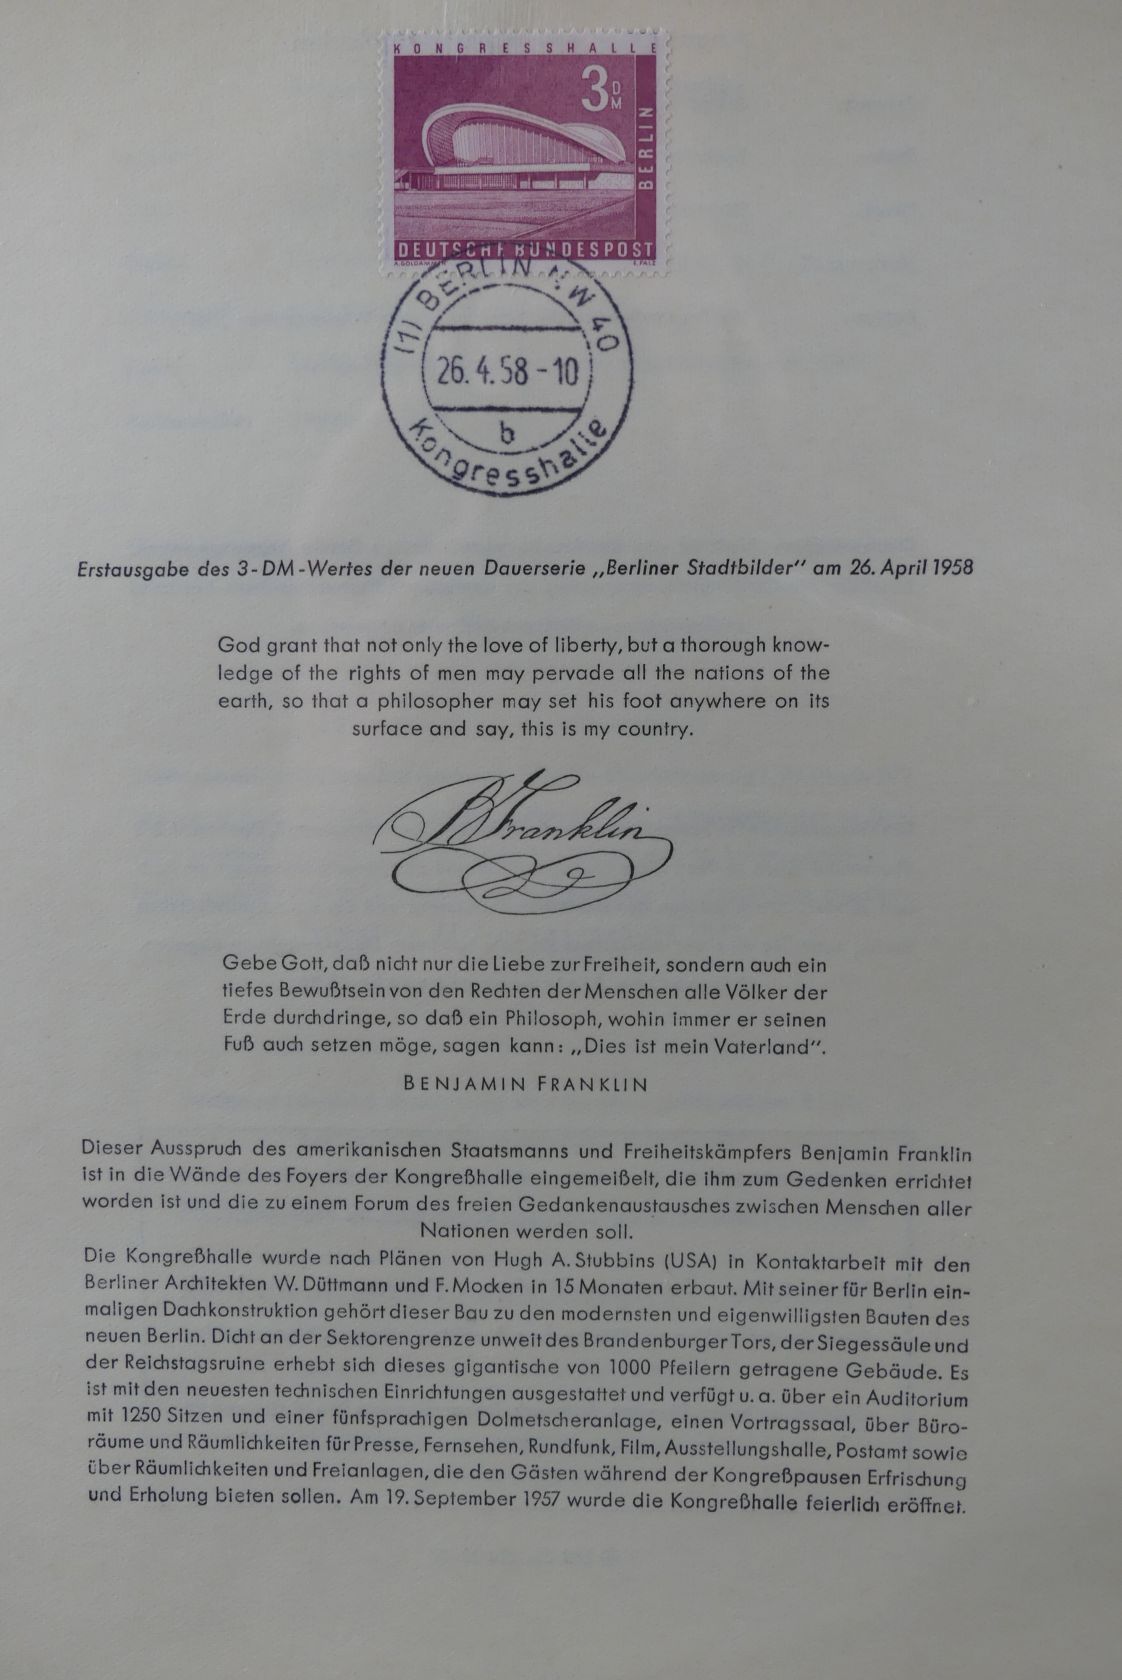 KONGRESSHALLE
3 DM
BERLIN
DEUTSCHE BUNDESPOST
A. GOLDAMMER E. FALZ
(1) BERLIN NW 40
26.4.58-10
b
Kongresshalle
Erstausgabe des 3-DM-Wertes der neuen Dauerserie „Berliner Stadtbilder" am 26. April 1958
God grant that not only the love of liberty, but a thorough know-
ledge of the rights of men may pervade all the nations of the
earth, so that a philosopher may set his foot anywhere on its
surface and say, this is my country.
B Franklin
Gebe Gott, daß nicht nur die Liebe zur Freiheit, sondern auch ein
tiefes Bewußtsein von den Rechten der Menschen alle Völker der
Erde durchdringe, so daß ein Philosoph, wohin immer er seinen
Fuß auch setzen möge, sagen kann: „Dies ist mein Vaterland".
BENJAMIN FRANKLIN
Dieser Ausspruch des amerikanischen Staatsmanns und Freiheitskämpfers Benjamin Franklin
ist in die Wände des Foyers der Kongreßhalle eingemeißelt, die ihm zum Gedenken errichtet
worden ist und die zu einem Forum des freien Gedankenaustausches zwischen Menschen aller
Nationen werden soll.
Die Kongreßhalle wurde nach Plänen von Hugh A. Stubbins (USA) in Kontaktarbeit mit den
Berliner Architekten W. Düttmann und F. Mocken in 15 Monaten erbaut. Mit seiner für Berlin ein-
maligen Dachkonstruktion gehört dieser Bau zu den modernsten und eigenwilligsten Bauten des
neuen Berlin. Dicht an der Sektorengrenze unweit des Brandenburger Tors, der Siegessäule und
der Reichstagsruine erhebt sich dieses gigantische von 1000 Pfeilern getragene Gebäude. Es
ist mit den neuesten technischen Einrichtungen ausgestattet und verfügt u. a. über ein Auditorium
mit 1250 Sitzen und einer fünfsprachigen Dolmetscheranlage, einen Vortragssaal, über Büro-
räume und Räumlichkeiten für Presse, Fernsehen, Rundfunk, Film, Ausstellungshalle, Postamt sowie
über Räumlichkeiten und Freianlagen, die den Gästen während der Kongreßpausen Erfrischung
und Erholung bieten sollen. Am 19. September 1957 wurde die Kongreßhalle feierlich eröffnet.